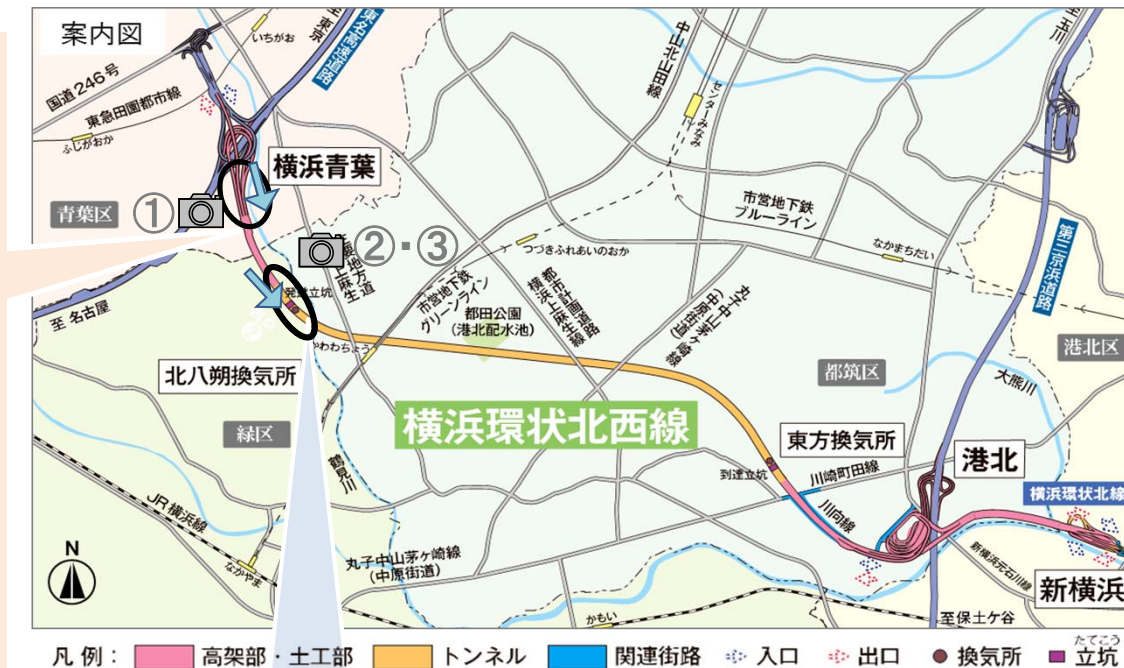 案内図
至東京
東名高速道路
いちがお
国道246号
東急田園都市線
ふじがおか
横浜青葉
青葉区
①
②・③
至 名古屋
発進立坑
北八朔換気所
緑区
かわわちょう
市営地下鉄
グリーンライン
都田公園
(港北配水池)
つづきふれあいのおか
中山北山田線
センターみなみ
至玉川
市営地下鉄
ブルーライン
なかまちだい
第三京浜道路
都市計画道路
横浜上麻生線
丸子中山茅ヶ崎線
(中原街道)
都筑区
港北区
大熊川
横浜環状北西線
東方換気所
到達立坑
川崎町田線
川向線
港北
横浜環状北線
新横浜元石川線
新横浜
鶴見川
JR横浜線
なかやま
丸子中山茅ヶ崎線
(中原街道)
かもい
至保土ケ谷
N
凡 例 : 高架部・土工部 トンネル 関連街路 入口 出口 換気所 立坑
たてこう